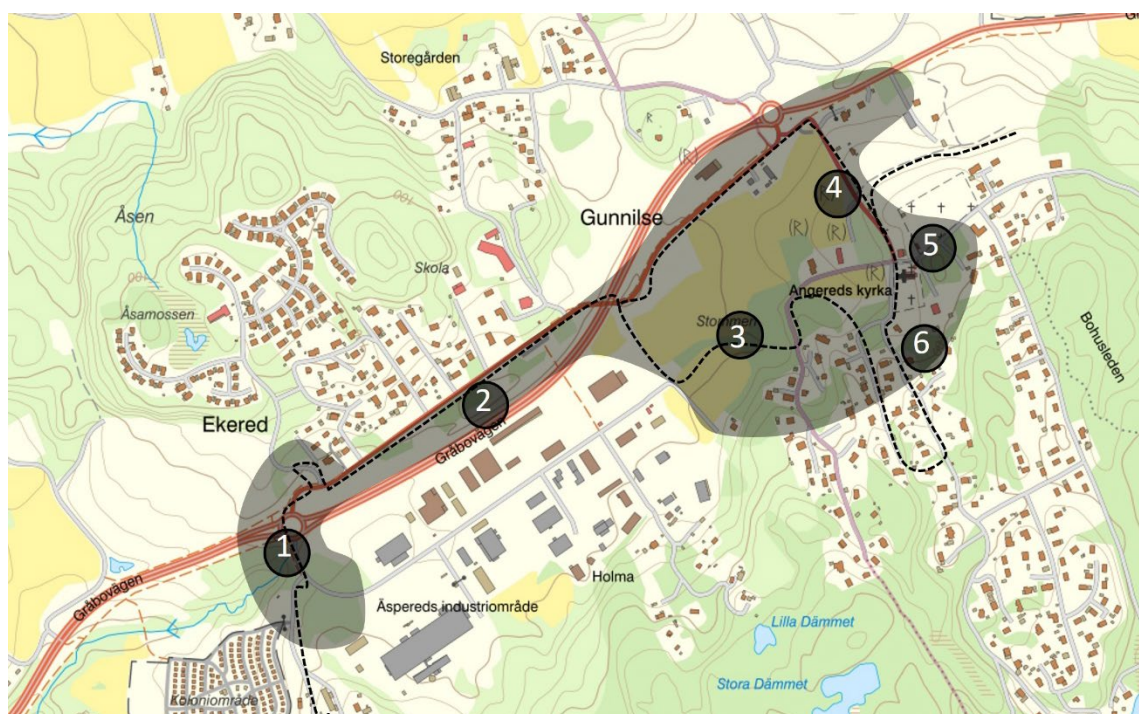 Storegården
R
(R)
Åsen
Gunnilse
4
(R)
(R)
5
Skola
(R)
Angereds kyrka
Åsamossen
Stommen
3
6
Bohusleden
Ekered
2
Gråbovägen
1
Gråbovägen
Holma
Äspereds industriområde
Lilla Dämmet
Stora Dämmet
Koloniområde